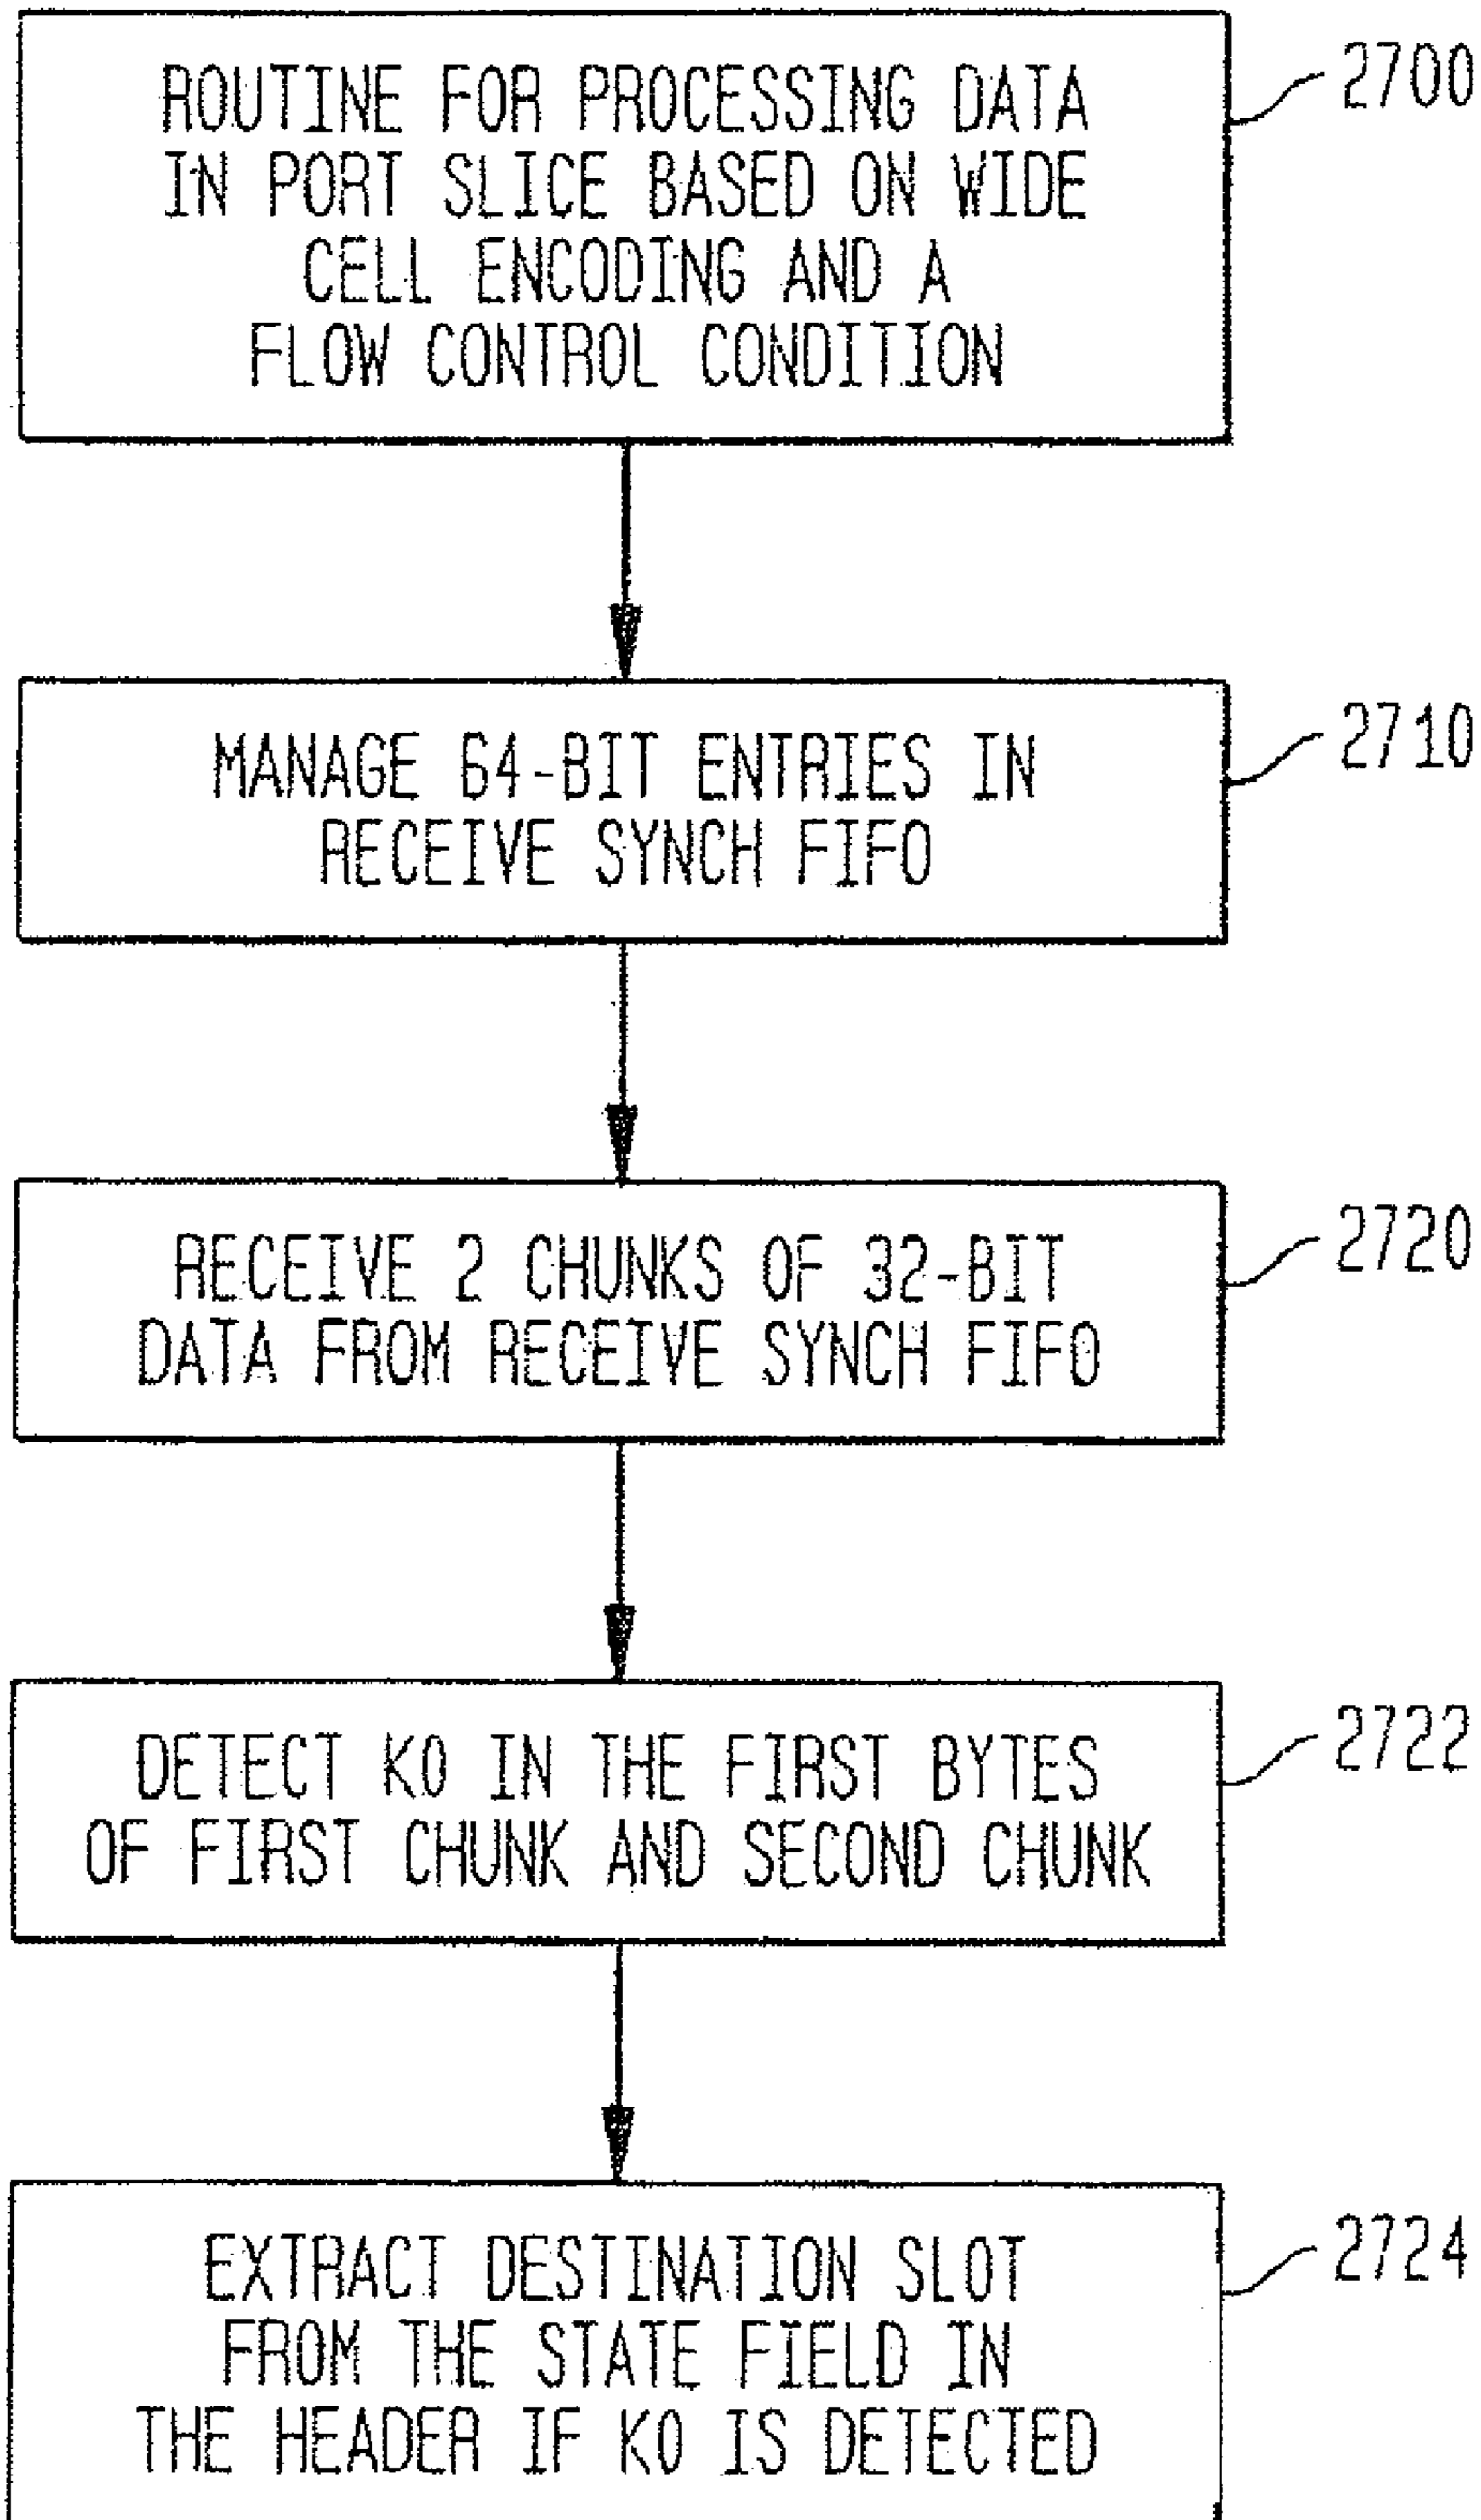 ROUTINE FOR PROCESSING DATA
IN PORT SLICE BASED ON WIDE
CELL ENCODING AND A
FLOW CONTROL CONDITION
2700
MANAGE 64-BIT ENTRIES IN
RECEIVE SYNCH FIFO
2710
RECEIVE 2 CHUNKS OF 32-BIT
DATA FROM RECEIVE SYNCH FIFO
2720
DETECT K0 IN THE FIRST BYTES
OF FIRST CHUNK AND SECOND CHUNK
2722
EXTRACT DESTINATION SLOT
FROM THE STATE FIELD IN
THE HEADER IF K0 IS DETECTED
2724